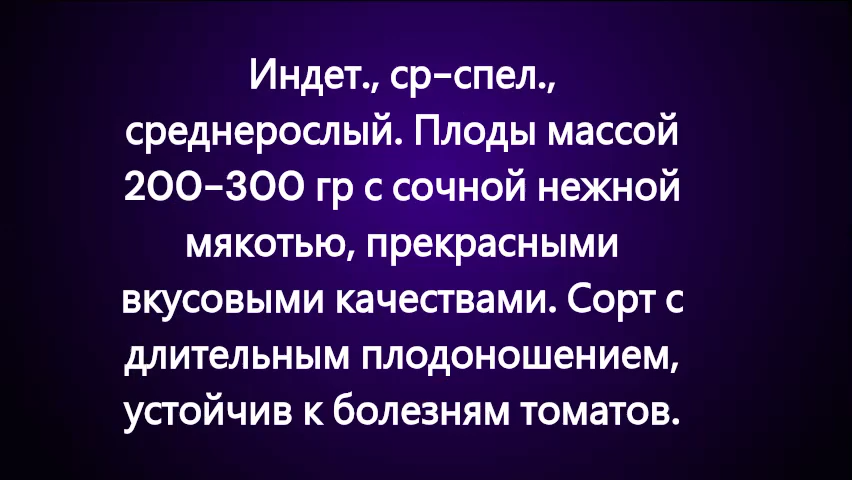 Индет., ср-спел.,
среднерослый. Плоды массой
200-300 гр с сочной нежной
мякотью, прекрасными
вкусовыми качествами. Сорт с
длительным плодоношением,
устойчив к болезням томатов.